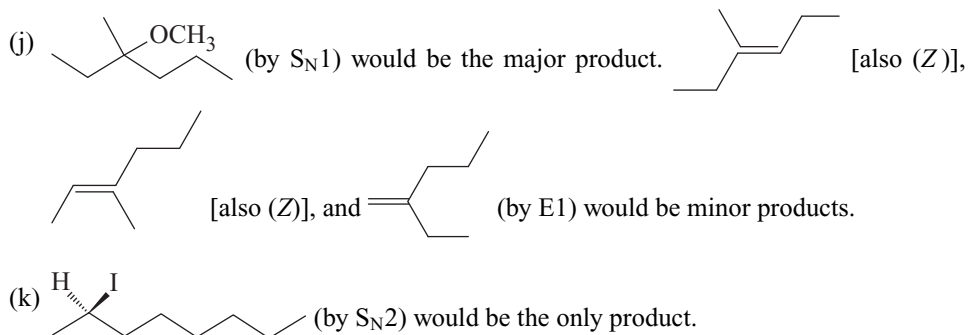 (j) OCH₃ (by Sₙ1) would be the major product. [also (Z)],
[also (Z)], and (by E1) would be minor products.
(k) H I (by Sₙ2) would be the only product.